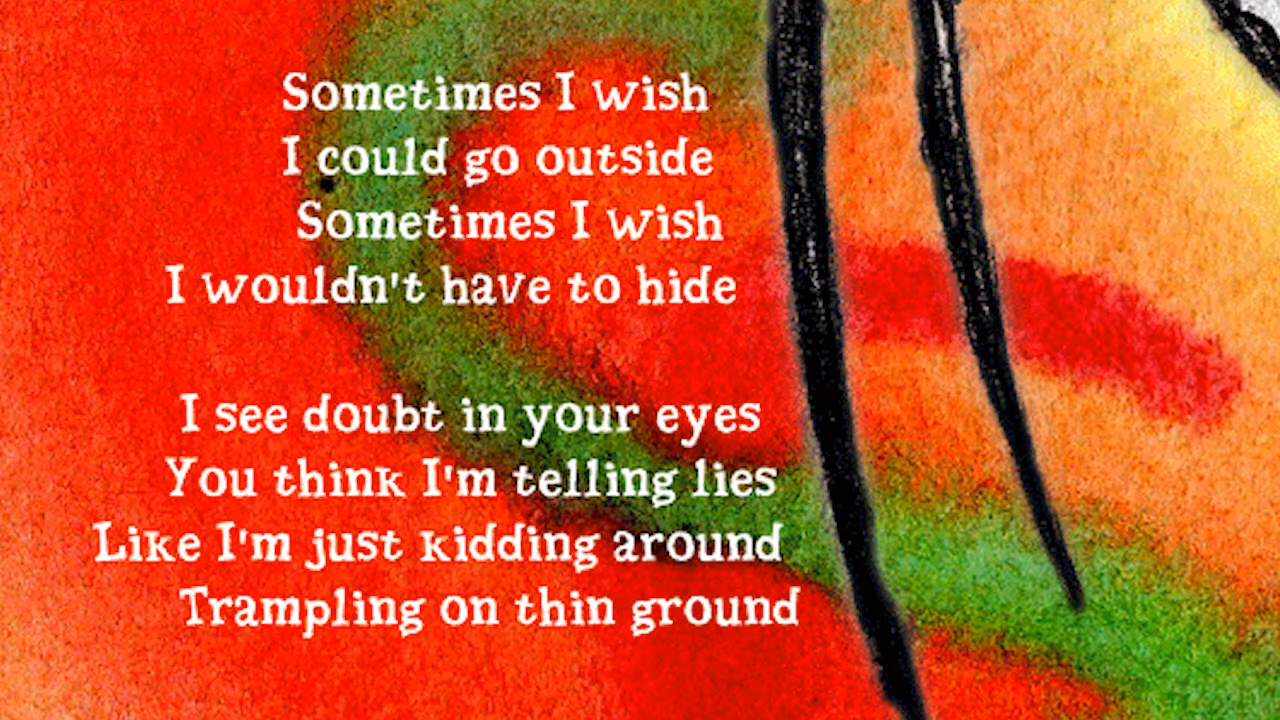 Sometimes I wish
I could go outside
Sometimes I wish
I wouldn't have to hide
I see doubt in your eyes
You think I'm telling lies
Like I'm just kidding around
Trampling on thin ground